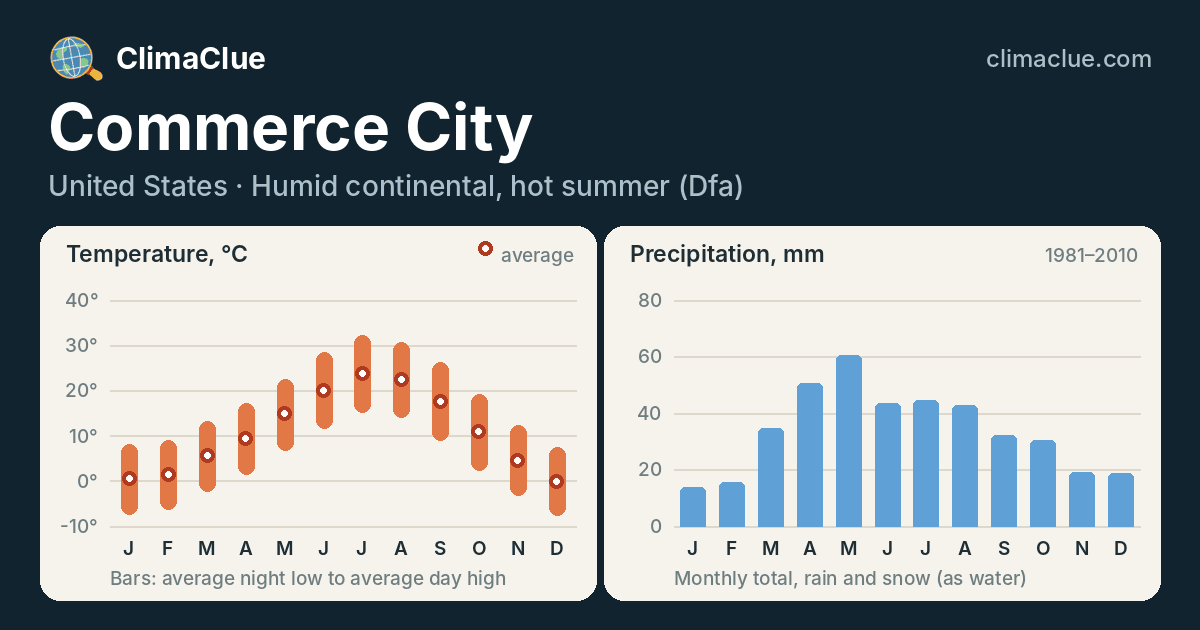 ClimaClue
climaclue.com
Commerce City
United States · Humid continental, hot summer (Dfa)
Temperature, °C
average
40°
30°
20°
10°
0°
-10°
J F M A M J J A S O N D
Bars: average night low to average day high
Precipitation, mm
1981–2010
80
60
40
20
0
J F M A M J J A S O N D
Monthly total, rain and snow (as water)